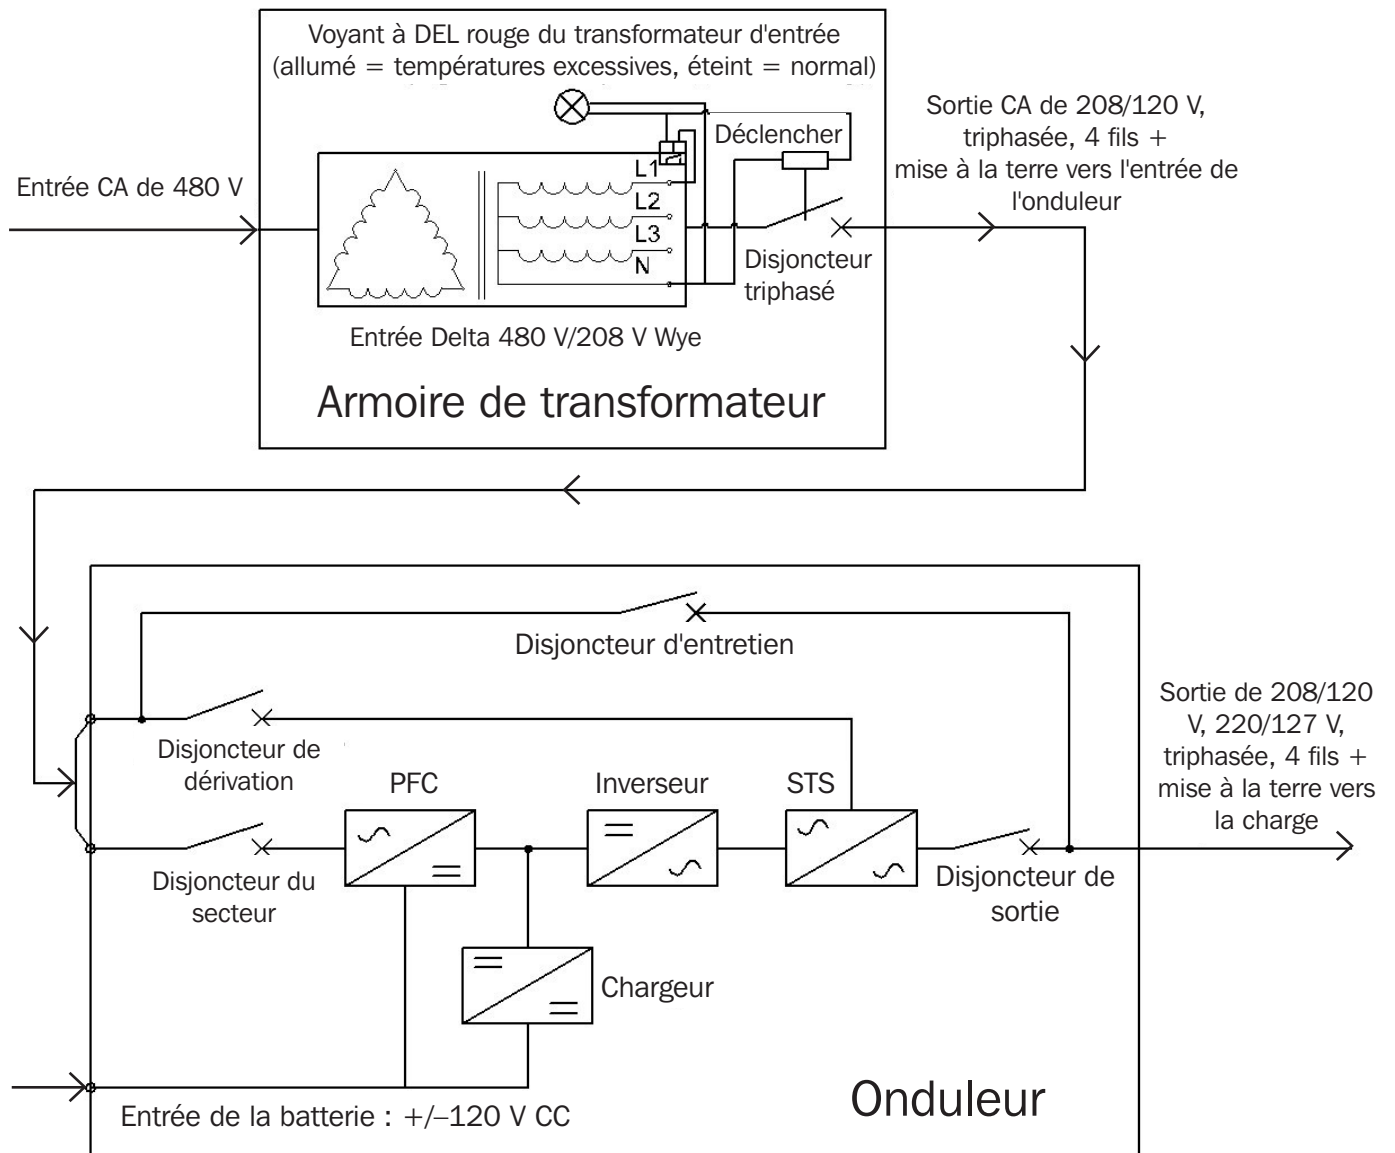 Voyant à DEL rouge du transformateur d'entrée
(allumé = températures excessives, éteint = normal)
Déclencher
Sortie CA de 208/120 V,
triphasée, 4 fils +
mise à la terre vers l'entrée de
l'onduleur
Entrée CA de 480 V
L1
L2
L3
N
Disjoncteur
triphasé
Entrée Delta 480 V/208 V Wye
Armoire de transformateur
Disjoncteur d'entretien
Sortie de 208/120
V, 220/127 V,
triphasée, 4 fils +
mise à la terre vers
la charge
Disjoncteur de
dérivation
PFC
Inverseur
STS
Disjoncteur du
secteur
Disjoncteur de
sortie
Chargeur
Onduleur
Entrée de la batterie : +/–120 V CC